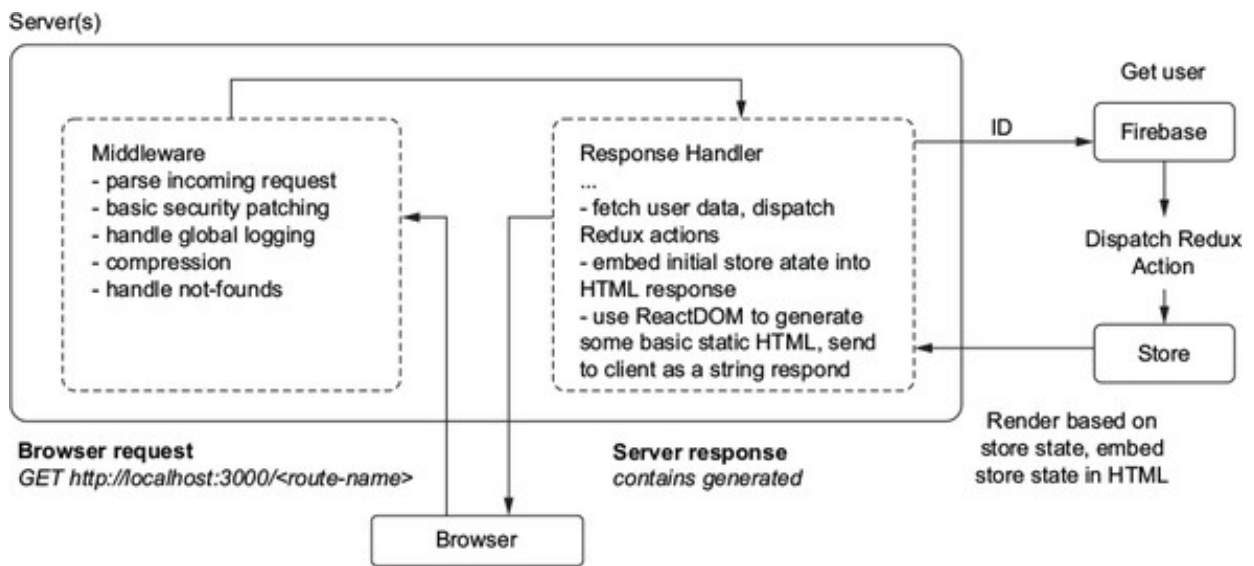 Server(s)
Middleware
- parse incoming request
- basic security patching
- handle global logging
- compression
- handle not-founds
Response Handler
...
- fetch user data, dispatch
Redux actions
- embed initial store atate into
HTML response
- use ReactDOM to generate
some basic static HTML, send
to client as a string respond
ID
Get user
Firebase
Dispatch Redux
Action
Store
Render based on
store state, embed
store state in HTML
Browser request
GET http://localhost:3000/<route-name>
Server response
contains generated
Browser